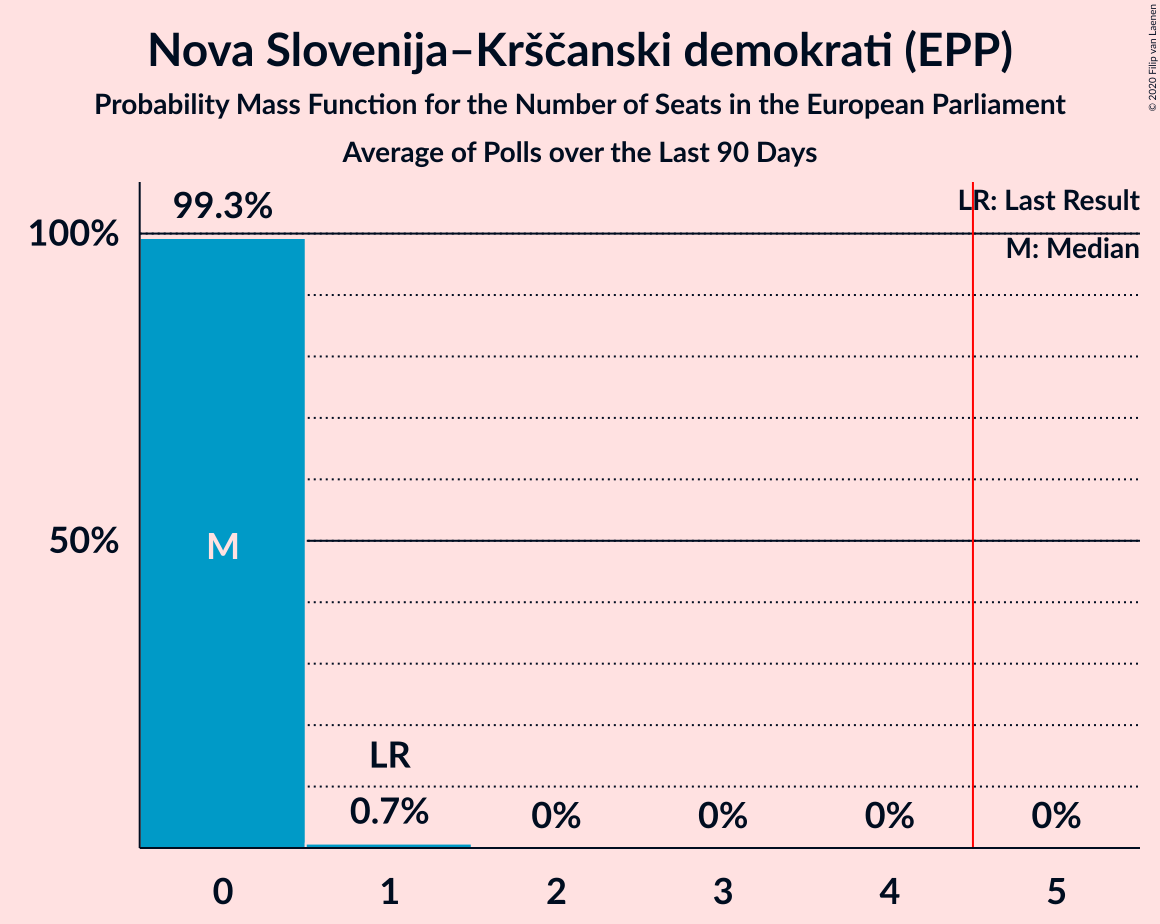 Nova Slovenija–Krščanski demokrati (EPP)
Probability Mass Function for the Number of Seats in the European Parliament
Average of Polls over the Last 90 Days
© 2020 Filip van Laenen
LR: Last Result
M: Median
99.3%
100%
50%
M
LR
0.7%
0%
0%
0%
0%
0
1
2
3
4
5